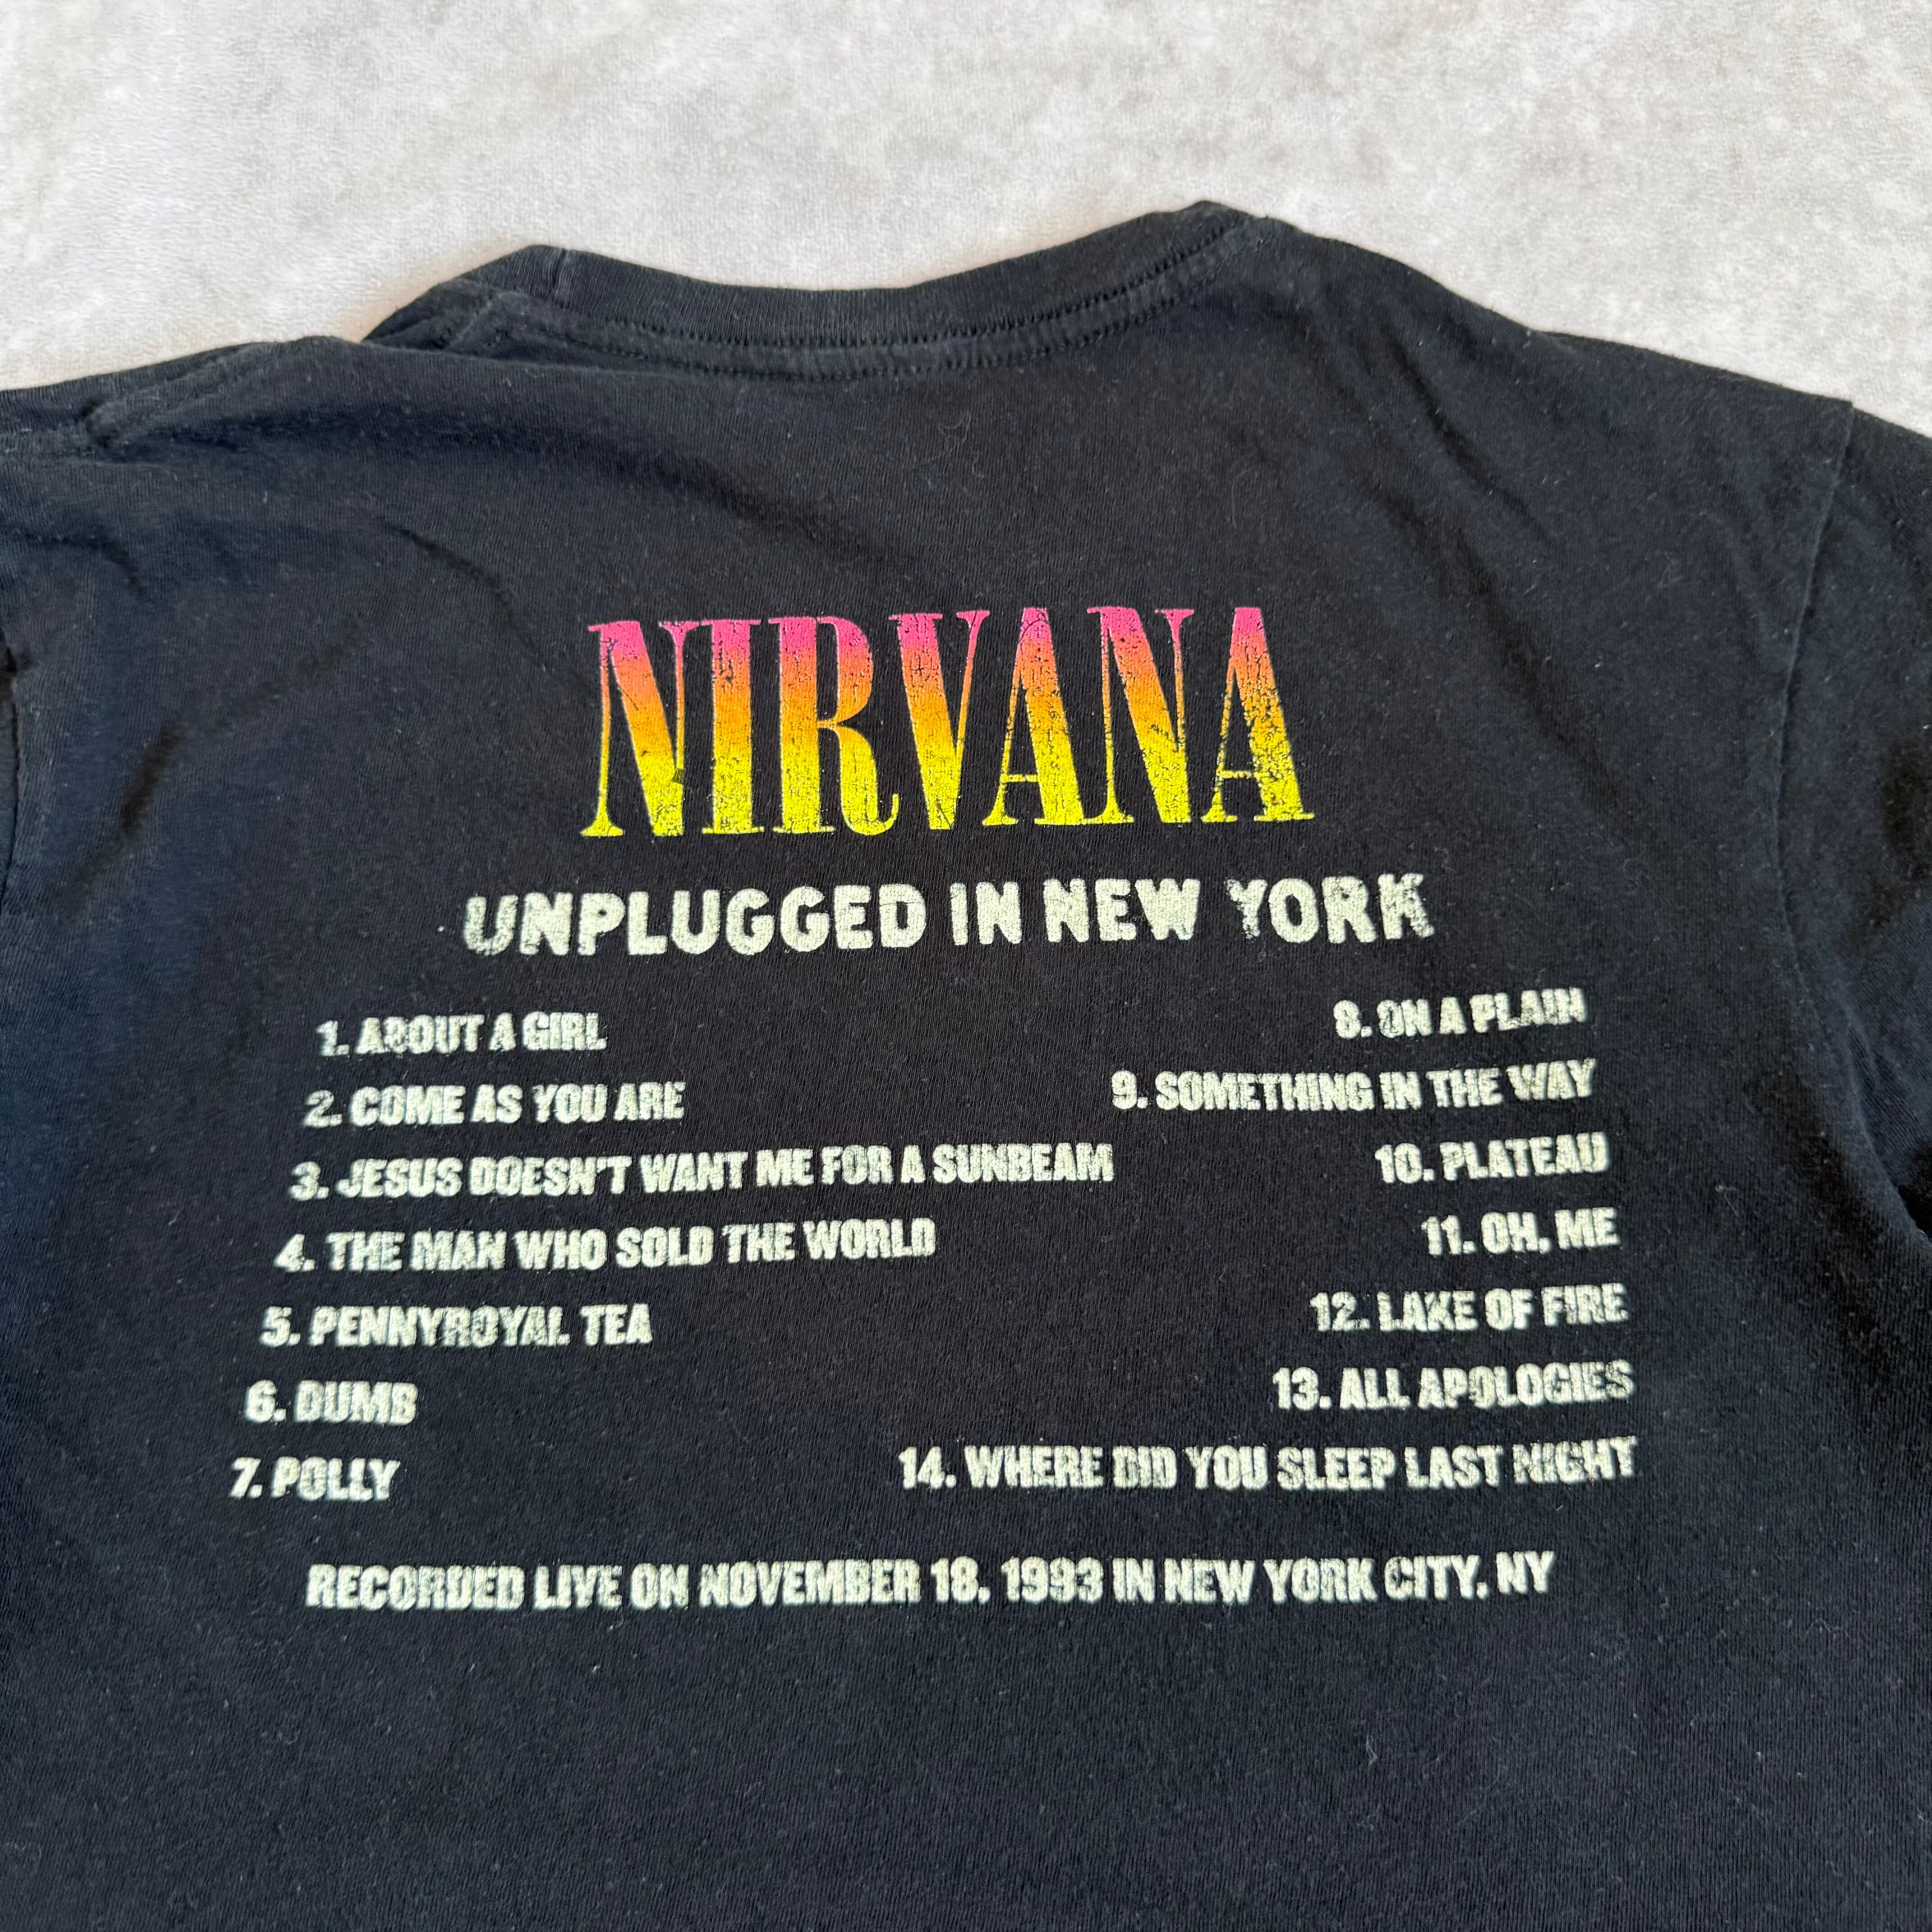 NIRVANA
UNPLUGGED IN NEW YORK
1. ABOUT A GIRL
2. COME AS YOU ARE
3. JESUS DOESN'T WANT ME FOR A SUNBEAM
4. THE MAN WHO SOLD THE WORLD
5. PENNYROYAL TEA
6. DUMB
7. POLLY
8. ON A PLAIN
9. SOMETHING IN THE WAY
10. PLATEAU
11. OH, ME
12. LAKE OF FIRE
13. ALL APOLOGIES
14. WHERE DID YOU SLEEP LAST NIGHT
RECORDED LIVE ON NOVEMBER 18, 1993 IN NEW YORK CITY, NY